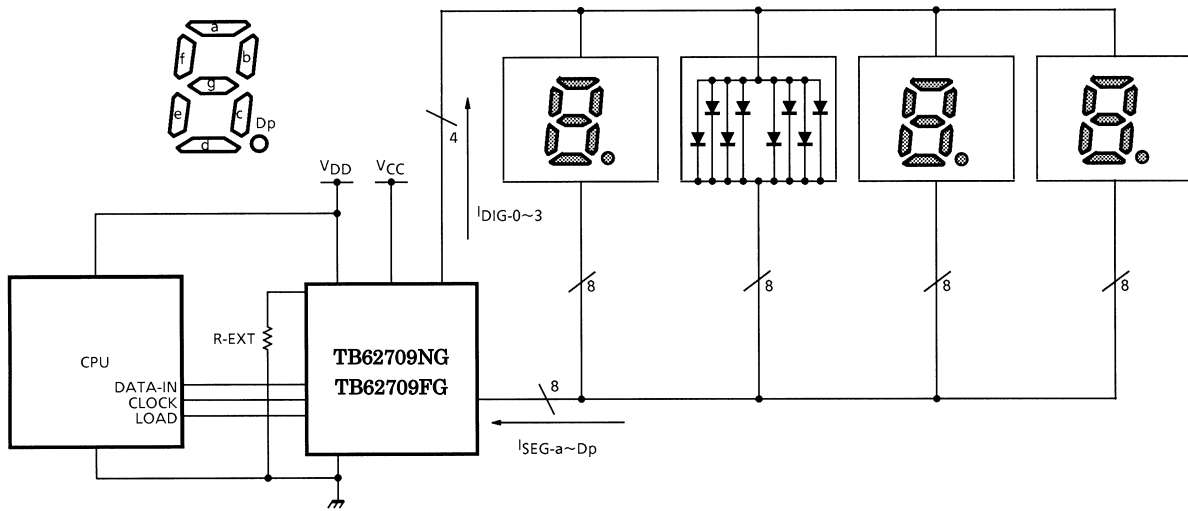 a
f
b
g
e
c
Dp
d
4
VDD
VCC
IDIG-0~3
8
8
8
8
R-EXT
TB62709NG
TB62709FG
CPU
DATA-IN
CLOCK
LOAD
8
ISEG-a~Dp